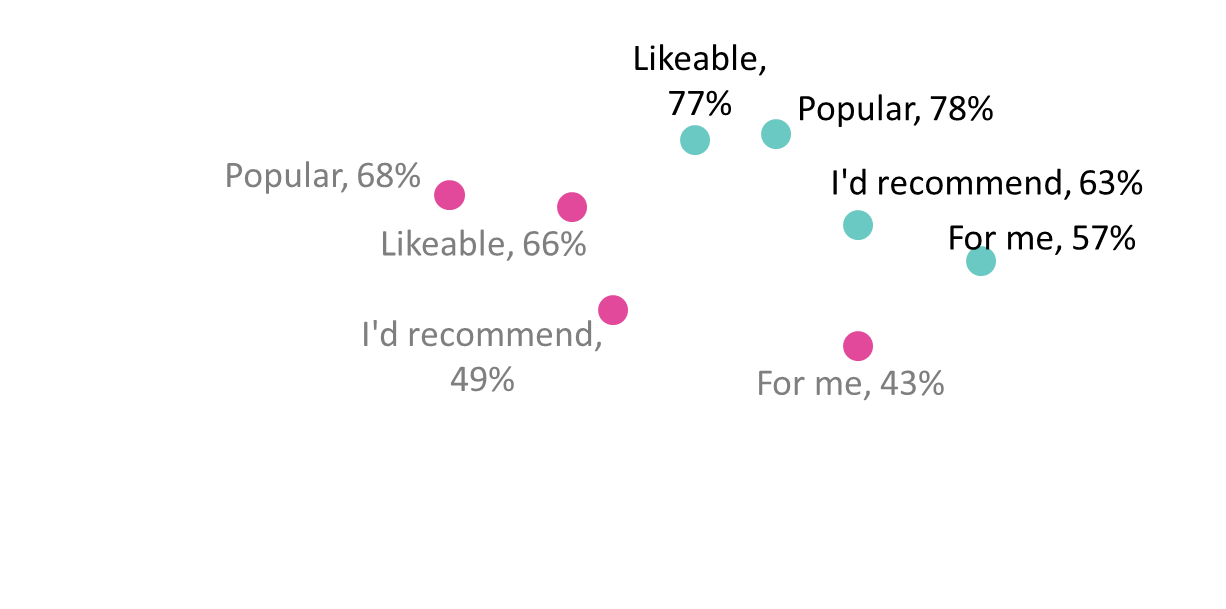 Likeable,
77%
Popular, 78%
Popular, 68%
I'd recommend, 63%
Likeable, 66%
For me, 57%
I'd recommend,
49%
For me, 43%